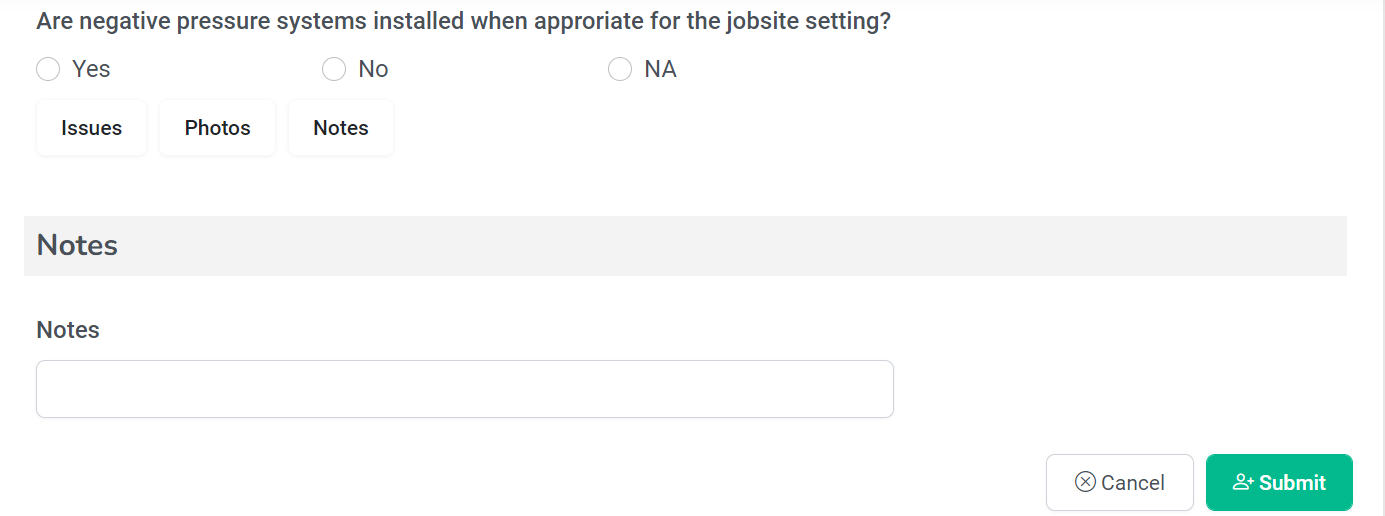 Are negative pressure systems installed when approriate for the jobsite setting?
Yes No NA
Issues Photos Notes
Notes
Notes
Cancel Submit